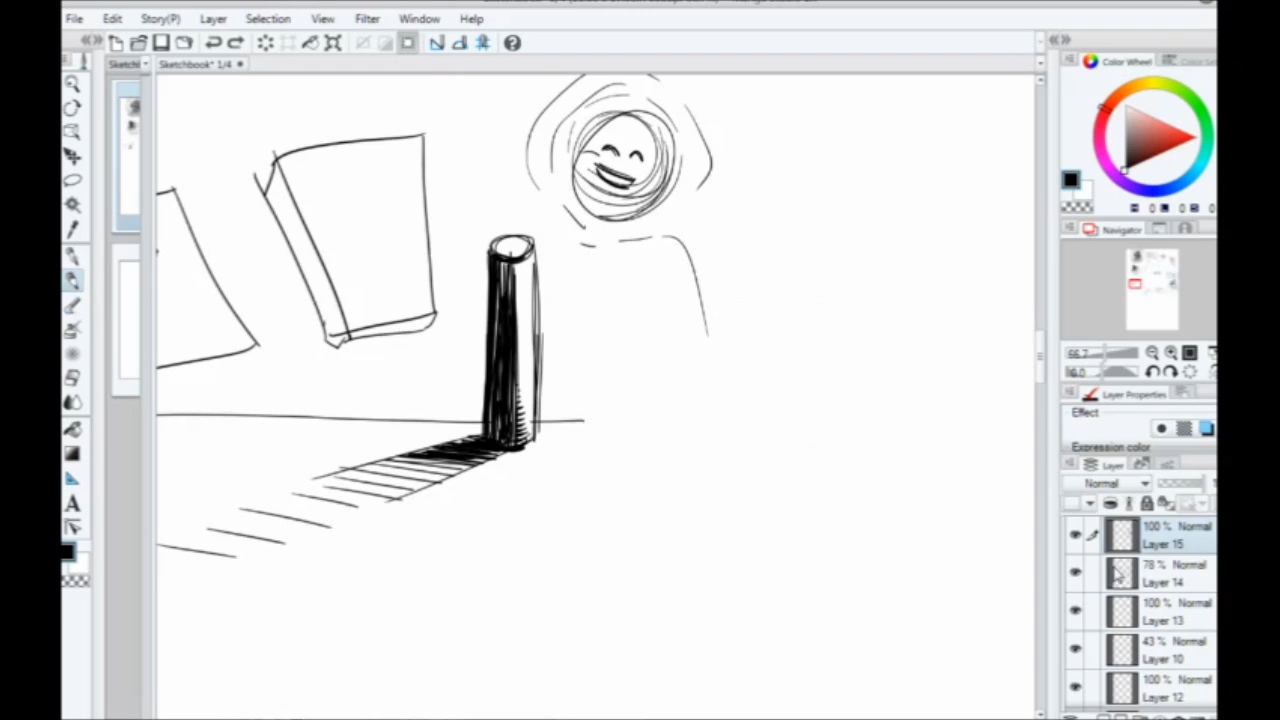 File Edit Story(P) Layer Selection View Filter Window Help
Sketchbook* 1/4
Color Wheel
Navigator
Layer Properties
Effect
Expression color
Layer
Normal
100 % Normal
Layer 15
78 % Normal
Layer 14
100 % Normal
Layer 13
43 % Normal
Layer 10
100 % Normal
Layer 12